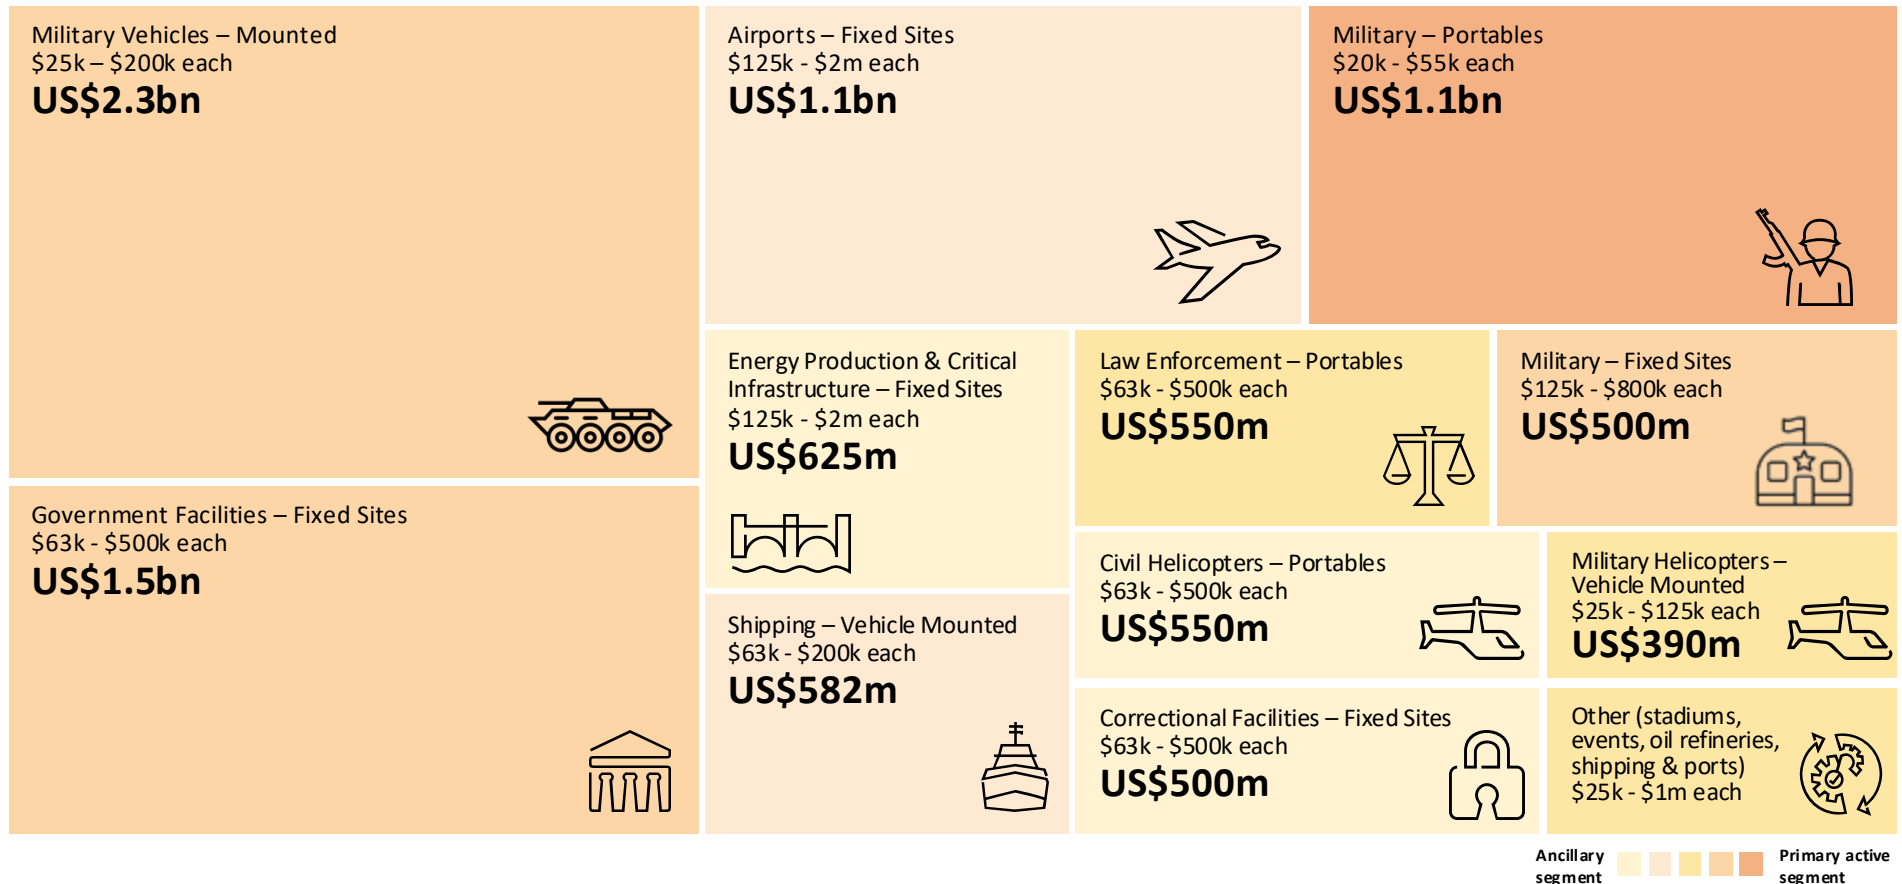 Military Vehicles – Mounted
$25k – $200k each
US$2.3bn
Airports – Fixed Sites
$125k - $2m each
US$1.1bn
Military – Portables
$20k - $55k each
US$1.1bn
Government Facilities – Fixed Sites
$63k - $500k each
US$1.5bn
Energy Production & Critical
Infrastructure – Fixed Sites
$125k - $2m each
US$625m
Law Enforcement – Portables
$63k - $500k each
US$550m
Military – Fixed Sites
$125k - $800k each
US$500m
Shipping – Vehicle Mounted
$63k - $200k each
US$582m
Civil Helicopters – Portables
$63k - $500k each
US$550m
Military Helicopters –
Vehicle Mounted
$25k - $125k each
US$390m
Correctional Facilities – Fixed Sites
$63k - $500k each
US$500m
Other (stadiums,
events, oil refineries,
shipping & ports)
$25k - $1m each
Ancillary
segment
Primary active
segment